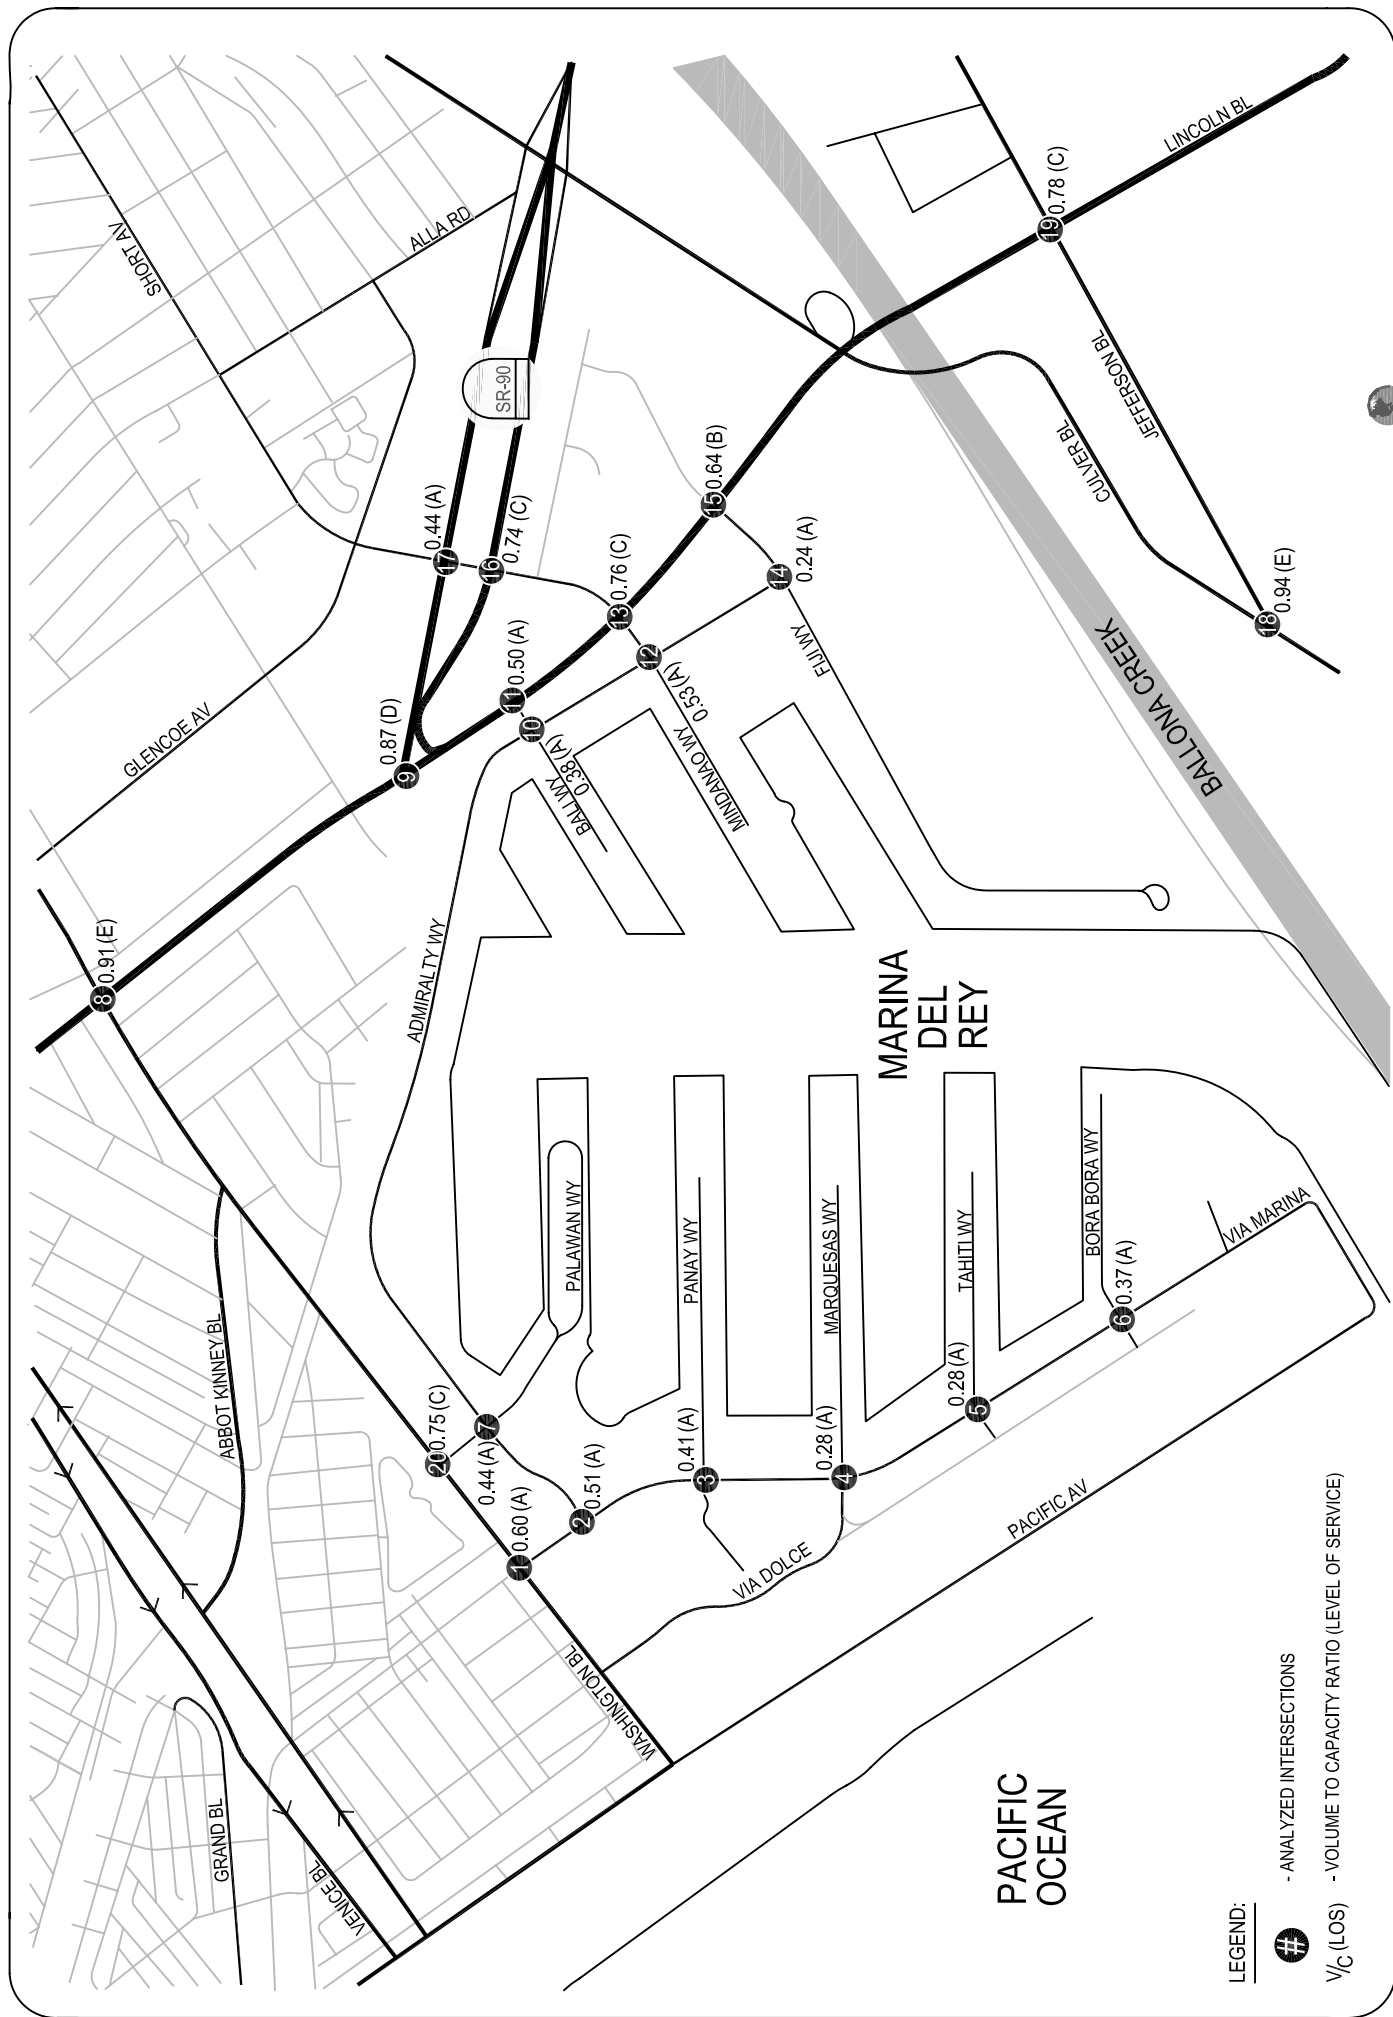 SHORT AV
ALLA RD
LINCOLN BL
19
0.78 (C)
SR-90
JEFFERSON BL
CULVER BL
17
0.44 (A)
16
0.74 (C)
15
0.64 (B)
14
0.24 (A)
13
0.76 (C)
12
0.53 (A)
MINDANAO WY
FIJI WY
18
0.94 (E)
BALLONA CREEK
GLENCOE AV
9
0.87 (D)
11
0.50 (A)
10
0.38 (A)
BALI WY
8
0.91 (E)
ADMIRALTY WY
MARINA
DEL
REY
ABBOT KINNEY BL
PALAWAN WY
PANAY WY
MARQUESAS WY
TAHITI WY
BORA BORA WY
VIA MARINA
20
0.75 (C)
7
0.44 (A)
1
0.60 (A)
2
0.51 (A)
3
0.41 (A)
4
0.28 (A)
5
0.28 (A)
6
0.37 (A)
PACIFIC AV
VIA DOLCE
WASHINGTON BL
GRAND BL
VENICE BL
PACIFIC
OCEAN
LEGEND:
# - ANALYZED INTERSECTIONS
V/C (LOS) - VOLUME TO CAPACITY RATIO (LEVEL OF SERVICE)